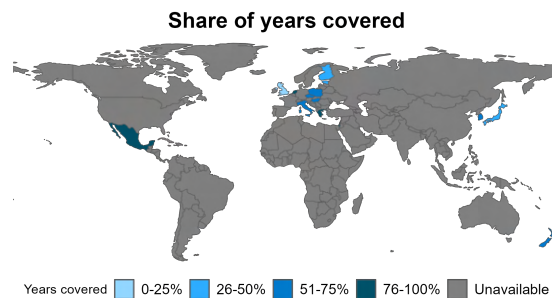 Share of years covered
Years covered 0-25% 26-50% 51-75% 76-100% Unavailable